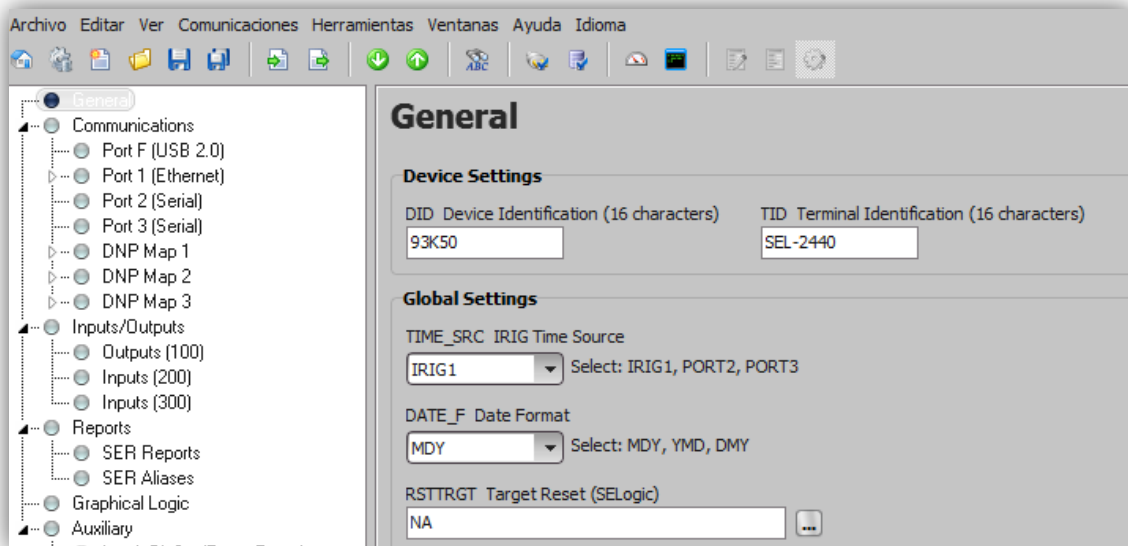 Archivo Editar Ver Comunicaciones Herramientas Ventanas Ayuda Idioma
ABC
General
Communications
Port F (USB 2.0)
Port 1 (Ethernet)
Port 2 (Serial)
Port 3 (Serial)
DNP Map 1
DNP Map 2
DNP Map 3
Inputs/Outputs
Outputs (100)
Inputs (200)
Inputs (300)
Reports
SER Reports
SER Aliases
Graphical Logic
Auxiliary
General
Device Settings
DID Device Identification (16 characters) TID Terminal Identification (16 characters)
93K50 SEL-2440
Global Settings
TIME_SRC IRIG Time Source
IRIG1 Select: IRIG1, PORT2, PORT3
DATE_F Date Format
MDY Select: MDY, YMD, DMY
RSTTRGT Target Reset (SELogic)
NA ...